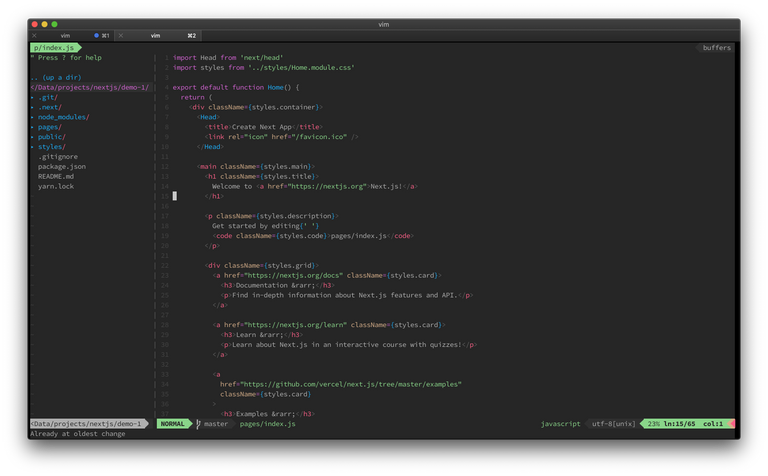 vim
vim ⌘1
vim ⌘2
p/index.js
buffers
" Press ? for help
.. (up a dir)
</Data/projects/nextjs/demo-1/
▸ .git/
▸ .next/
▸ node_modules/
▸ pages/
▸ public/
▸ styles/
.gitignore
package.json
README.md
yarn.lock
1 import Head from 'next/head'
2 import styles from '../styles/Home.module.css'
3
4 export default function Home() {
5 return (
6 <div className={styles.container}>
7 <Head>
8 <title>Create Next App</title>
9 <link rel="icon" href="/favicon.ico" />
10 </Head>
11
12 <main className={styles.main}>
13 <h1 className={styles.title}>
14 Welcome to <a href="https://nextjs.org">Next.js!</a>
15 </h1>
16
17 <p className={styles.description}>
18 Get started by editing{' '}
19 <code className={styles.code}>pages/index.js</code>
20 </p>
21
22 <div className={styles.grid}>
23 <a href="https://nextjs.org/docs" className={styles.card}>
24 <h3>Documentation &rarr;</h3>
25 <p>Find in-depth information about Next.js features and API.</p>
26 </a>
27
28 <a href="https://nextjs.org/learn" className={styles.card}>
29 <h3>Learn &rarr;</h3>
30 <p>Learn about Next.js in an interactive course with quizzes!</p>
31 </a>
32
33 <a
34 href="https://github.com/vercel/next.js/tree/master/examples"
35 className={styles.card}
36 >
37 <h3>Examples &rarr;</h3>
<Data/projects/nextjs/demo-1
NORMAL master pages/index.js javascript utf-8[unix] 23% ln:15/65 col:1
Already at oldest change